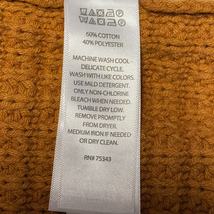 60% COTTON
40% POLYESTER
MACHINE WASH COOL
DELICATE CYCLE.
WASH WITH LIKE COLORS.
USE MILD DETERGENT.
ONLY NON-CHLORINE
BLEACH WHEN NEEDED.
TUMBLE DRY LOW.
REMOVE PROMPTLY
FROM DRYER.
MEDIUM IRON IF NEEDED
OR DRY CLEAN.
RN# 75343